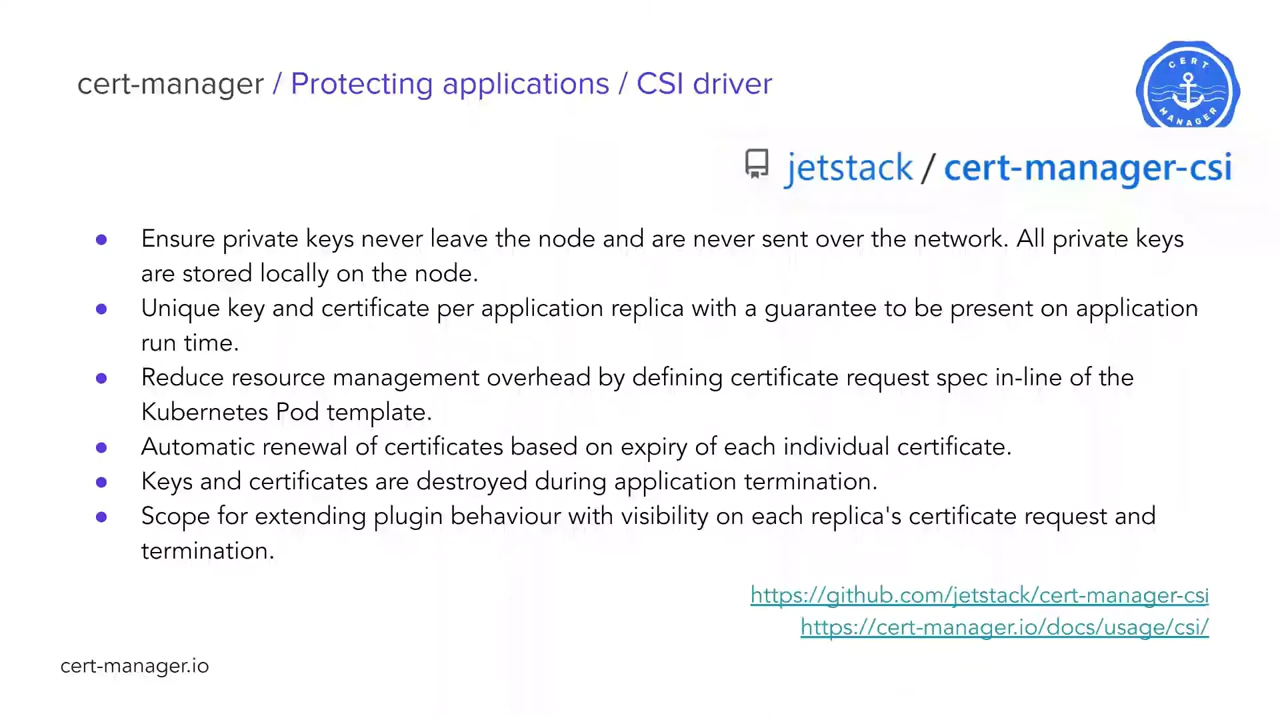 cert-manager / Protecting applications / CSI driver
CERT
MANAGER
jetstack / cert-manager-csi
● Ensure private keys never leave the node and are never sent over the network. All private keys
are stored locally on the node.
● Unique key and certificate per application replica with a guarantee to be present on application
run time.
● Reduce resource management overhead by defining certificate request spec in-line of the
Kubernetes Pod template.
● Automatic renewal of certificates based on expiry of each individual certificate.
● Keys and certificates are destroyed during application termination.
● Scope for extending plugin behaviour with visibility on each replica's certificate request and
termination.
https://github.com/jetstack/cert-manager-csi
https://cert-manager.io/docs/usage/csi/
cert-manager.io